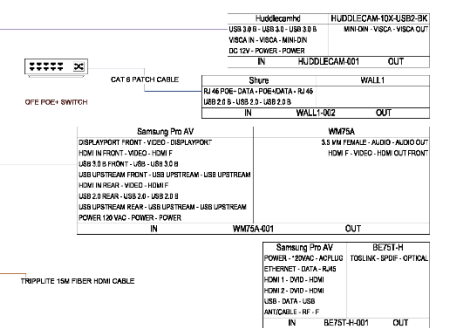 Huddlecamhd HUDDLECAM-10X-USB2-BK
USB 3.0 B - USB 3.0 - USB 3.0 B MINI-DIN - VISCA - VISCA OUT
VISCA IN - VISCA - MINI-DIN
DC 12V - POWER - POWER
IN HUDDLECAM-001 OUT
CAT 6 PATCH CABLE
OFE POE+ SWITCH
Shure WALL1
RJ 45 POE - DATA - POE+/DATA - RJ 45
USB 2.0 B - USB 2.0 - USB 2.0 B
IN WALL1-002 OUT
Samsung Pro AV WM75A
DISPLAYPORT FRONT - VIDEO - DISPLAYPORT 3.5 MM FEMALE - AUDIO - AUDIO OUT
HDMI IN FRONT - VIDEO - HDMI F HDMI F - VIDEO - HDMI OUT FRONT
USB 3.0 B FRONT - USB - USB 3.0 B
USB UPSTREAM FRONT - USB UPSTREAM - USB UPSTREAM
HDMI IN REAR - VIDEO - HDMI F
USB 2.0 REAR - USB 2.0 - USB 2.0 B
USB UPSTREAM REAR - USB UPSTREAM - USB UPSTREAM
POWER 120 VAC - POWER - POWER
IN WM75A-001 OUT
Samsung Pro AV BE75T-H
POWER - 120VAC - ACPLUG TOSLINK - SPDIF - OPTICAL
ETHERNET - DATA - RJ45
HDMI 1 - DVID - HDMI
HDMI 2 - DVID - HDMI
USB - DATA - USB
ANT/CABLE - RF - F
IN BE75T-H-001 OUT
TRIPPLITE 15M FIBER HDMI CABLE